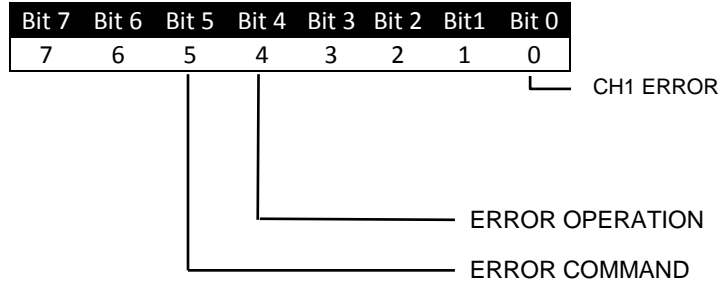 Bit 7 Bit 6 Bit 5 Bit 4 Bit 3 Bit 2 Bit1 Bit 0
7 6 5 4 3 2 1 0
CH1 ERROR
ERROR OPERATION
ERROR COMMAND